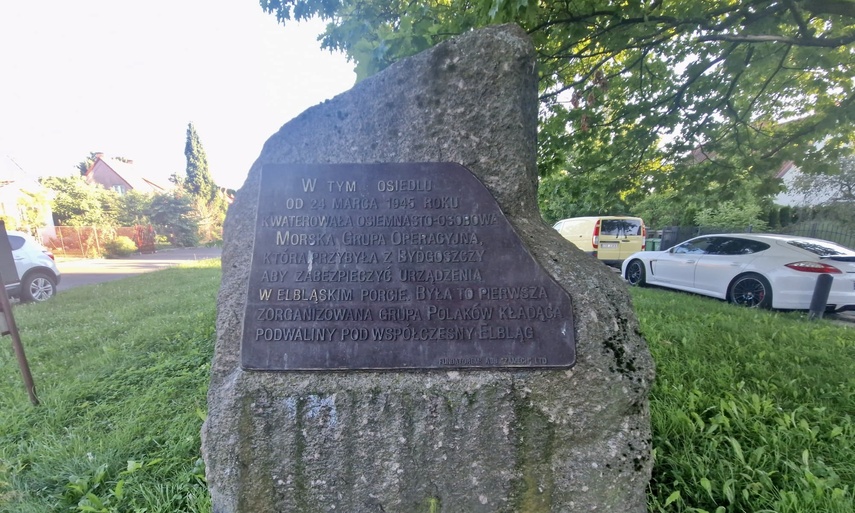 W TYM OSIEDLU
OD 24 MARCA 1945 ROKU
KWATEROWAŁA OSIEMNASTO-OSOBOWA
MORSKA GRUPA OPERACYJNA,
KTÓRA PRZYBYŁA Z BYDGOSZCZY
ABY ZABEZPIECZYĆ URZĄDZENIA
W ELBLĄSKIM PORCIE. BYŁA TO PIERWSZA
ZORGANIZOWANA GRUPA POLAKÓW KŁADĄCA
PODWALINY POD WSPÓŁCZESNY ELBLĄG